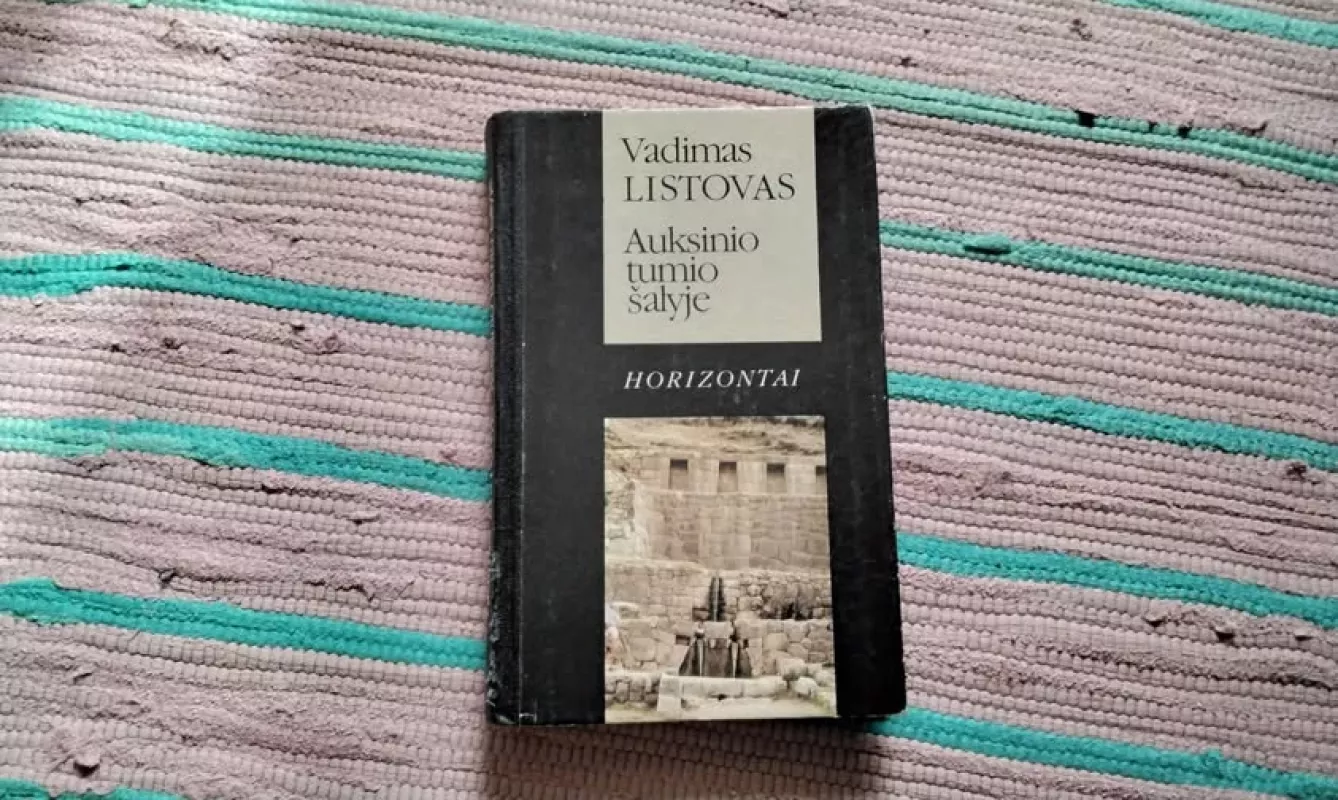 Vadimas
LISTOVAS
Auksinio
tumio
šalyje
HORIZONTAI